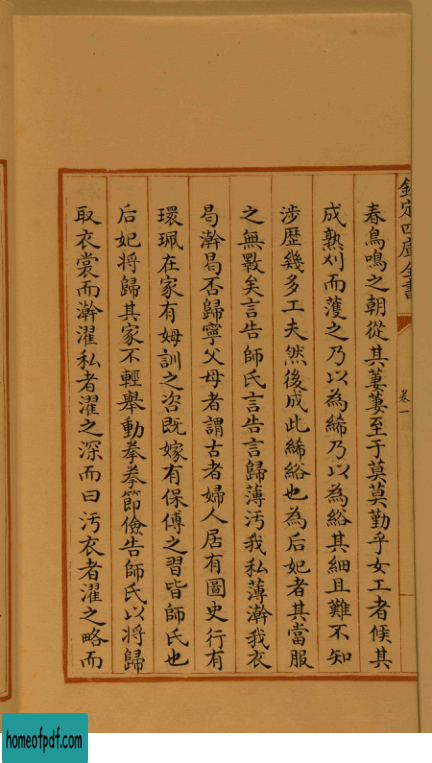 欽定四庫全書
卷一
春鳥鳴之朝從其萋萋至于莫莫勤乎女工者候其
成熟刈而䕶之乃以為絺乃以為綌其細且難不知
涉歴幾多工夫然後成此絺綌也為后妃者其當服
之無斁矣言告師氏言告言歸薄汚我私薄澣我衣
曷澣曷否歸寧父母者謂古者婦人居有圖史行有
環珮在家有姆訓之咨既嫁有保傅之習皆師氏也
后妃將歸其家不輕舉動拳拳節儉告師氏以將歸
取衣裳而澣濯私者濯之深而曰汚衣者濯之略而
homeofpdf.com